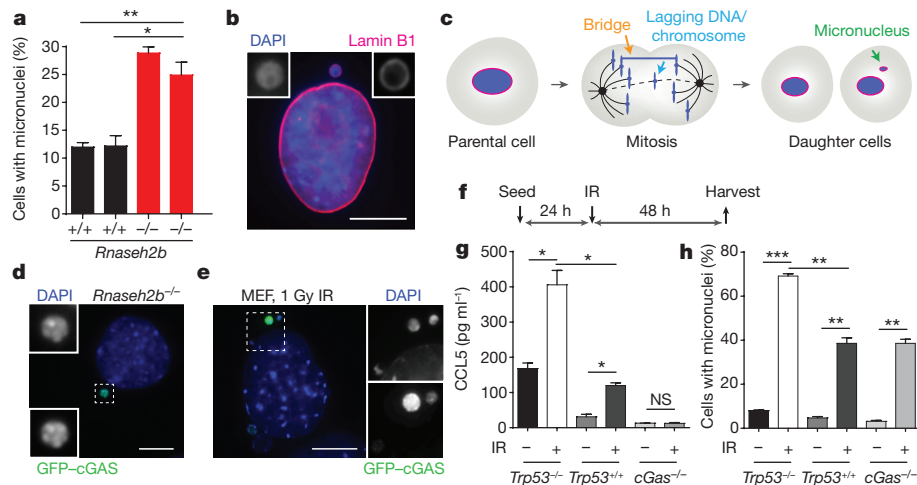 a
**
*
Cells with micronuclei (%)
35
30
25
20
15
10
5
0
+/+
+/+
−/−
−/−
Rnaseh2b
b
DAPI
Lamin B1
c
Bridge
Lagging DNA/
chromosome
Micronucleus
Parental cell
Mitosis
Daughter cells
d
DAPI
Rnaseh2b−/−
GFP–cGAS
e
MEF, 1 Gy IR
DAPI
GFP–cGAS
f
Seed
IR
Harvest
24 h
48 h
g
CCL5 (pg ml−1)
500
400
300
200
100
0
*
*
*
NS
IR
− + − + − +
Trp53−/− Trp53+/+ cGas−/−
h
Cells with micronuclei (%)
80
60
40
20
0
***
**
**
**
IR
− + − + − +
Trp53−/− Trp53+/+ cGas−/−